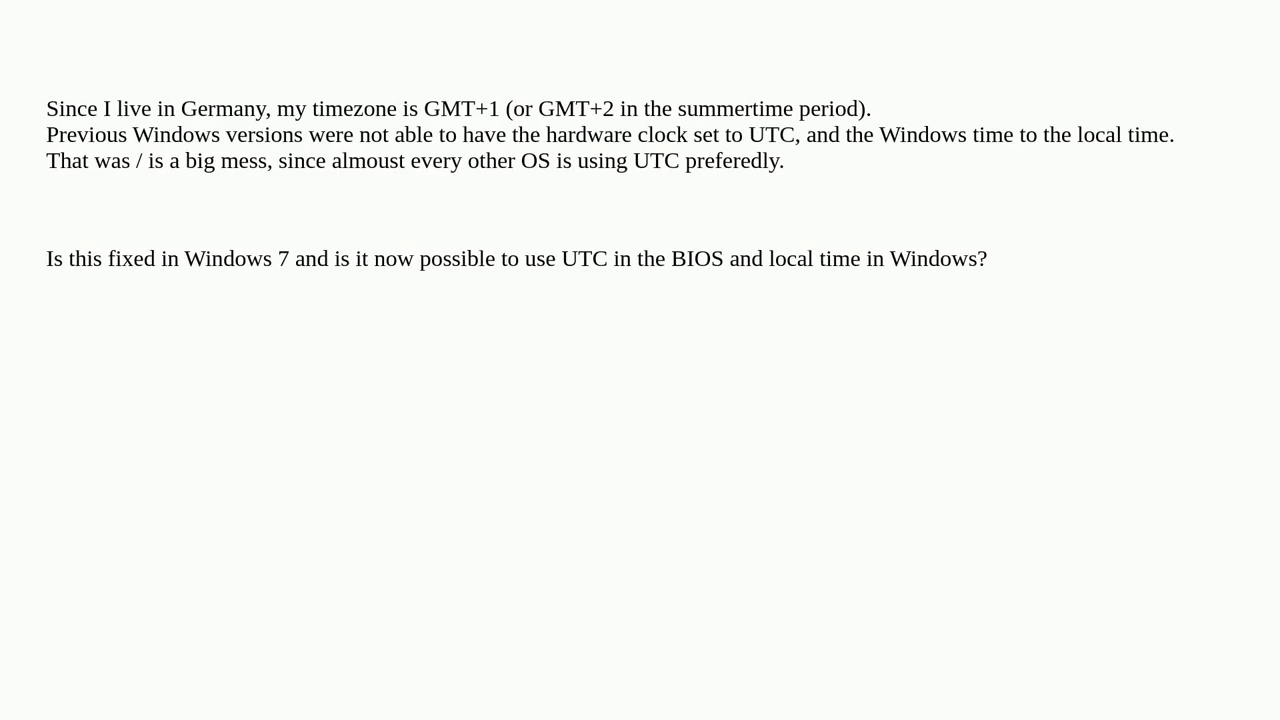 Since I live in Germany, my timezone is GMT+1 (or GMT+2 in the summertime period).
Previous Windows versions were not able to have the hardware clock set to UTC, and the Windows time to the local time.
That was / is a big mess, since almoust every other OS is using UTC preferedly.
Is this fixed in Windows 7 and is it now possible to use UTC in the BIOS and local time in Windows?